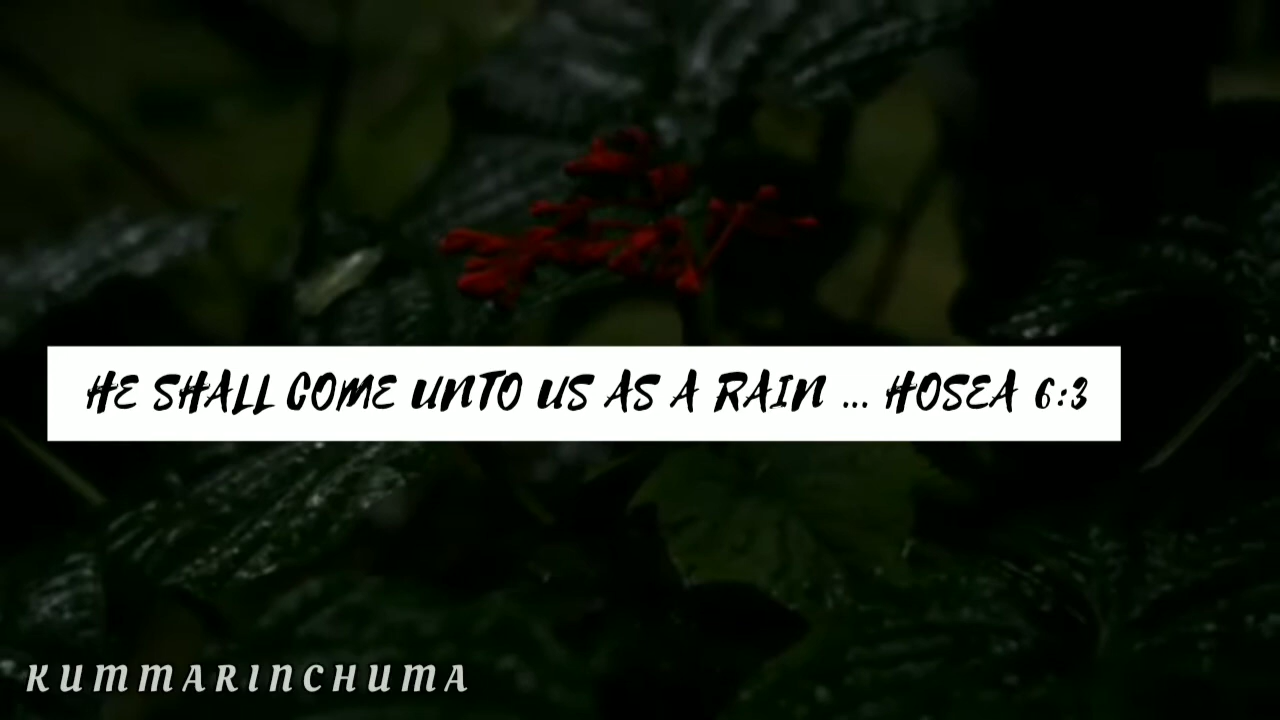 HE SHALL COME UNTO US AS A RAIN ... HOSEA 6:3
KUMMARINCHUMA